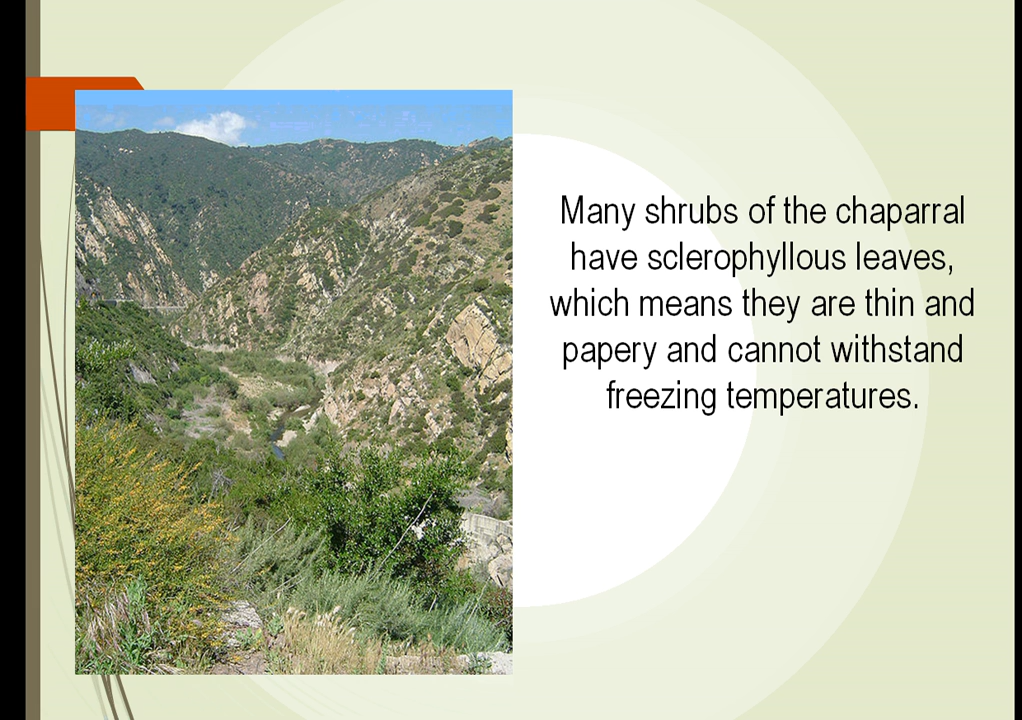 Many shrubs of the chaparral
have sclerophyllous leaves,
which means they are thin and
papery and cannot withstand
freezing temperatures.